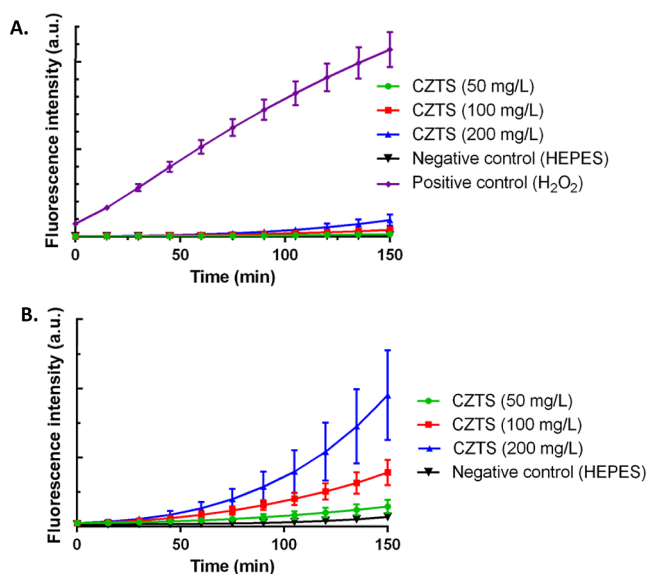 A.
Fluorescence intensity (a.u.)
0
50
100
150
Time (min)
CZTS (50 mg/L)
CZTS (100 mg/L)
CZTS (200 mg/L)
Negative control (HEPES)
Positive control (H₂O₂)
B.
Fluorescence intensity (a.u.)
0
50
100
150
Time (min)
CZTS (50 mg/L)
CZTS (100 mg/L)
CZTS (200 mg/L)
Negative control (HEPES)